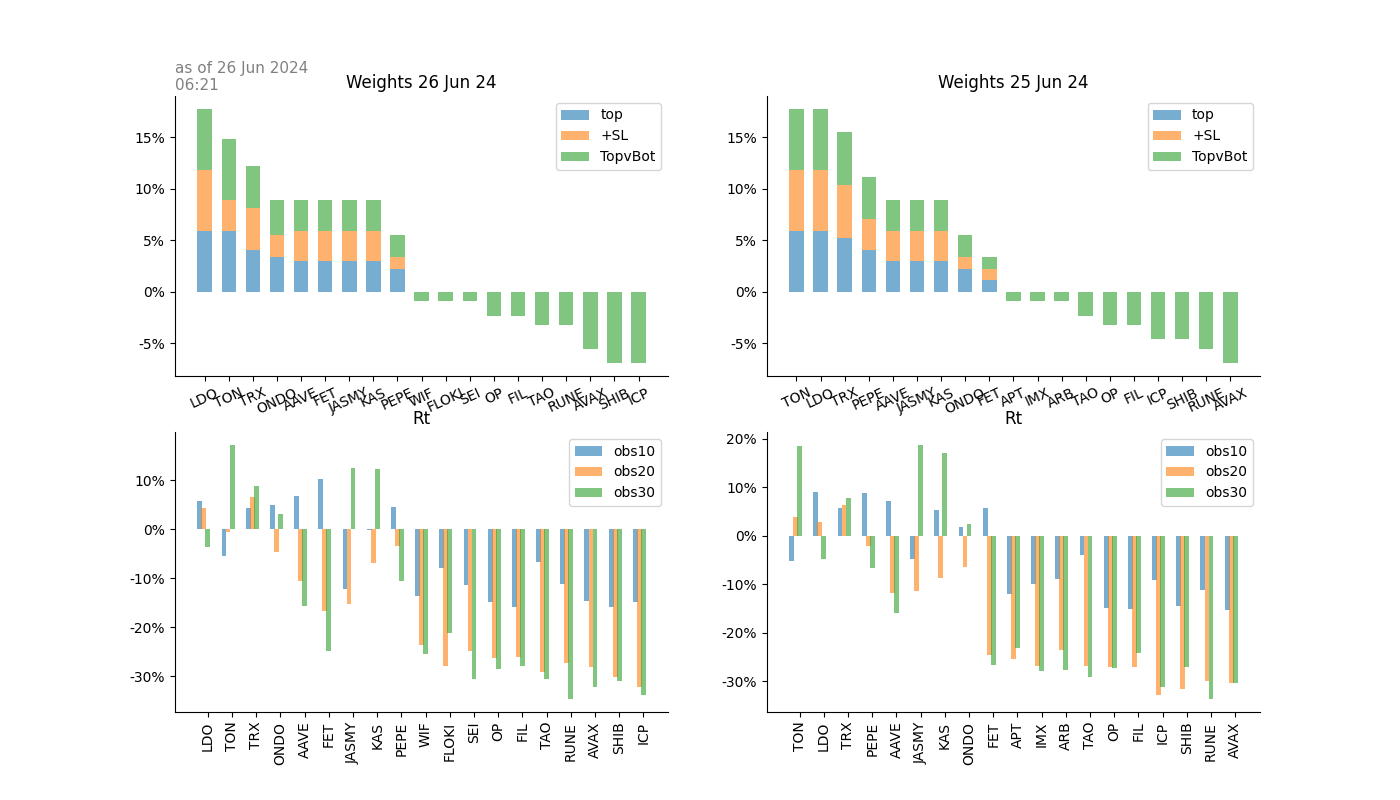 as of 26 Jun 2024
06:21
Weights 26 Jun 24
top
+SL
TopvBot
15%
10%
5%
0%
-5%
LDO TON TRX ONDO AAVE FET JASMY KAS PEPE WIF FLOKI SEI OP FIL TAO RUNE AVAX SHIB ICP
Weights 25 Jun 24
top
+SL
TopvBot
15%
10%
5%
0%
-5%
TON LDO TRX PEPE AAVE JASMY KAS ONDO FET APT IMX ARB TAO OP FIL ICP SHIB RUNE AVAX
Rt
obs10
obs20
obs30
10%
0%
-10%
-20%
-30%
LDO TON TRX ONDO AAVE FET JASMY KAS PEPE WIF FLOKI SEI OP FIL TAO RUNE AVAX SHIB ICP
Rt
obs10
obs20
obs30
20%
10%
0%
-10%
-20%
-30%
TON LDO TRX PEPE AAVE JASMY KAS ONDO FET APT IMX ARB TAO OP FIL ICP SHIB RUNE AVAX